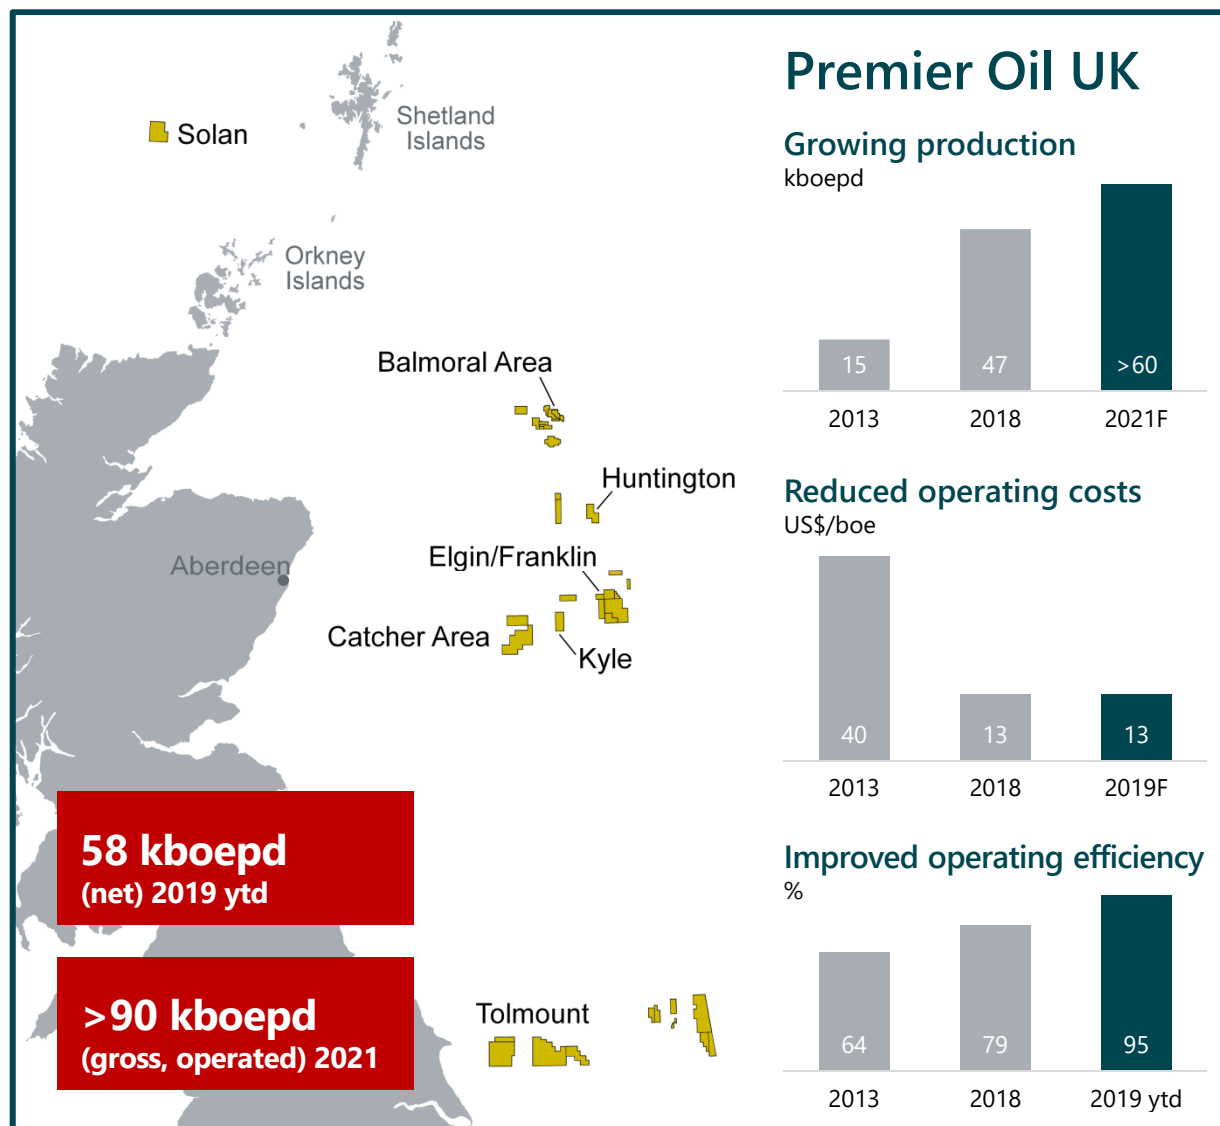 Premier Oil UK
Growing production
kboepd
15
47
>60
2013
2018
2021F
Reduced operating costs
US$/boe
40
13
13
2013
2018
2019F
Improved operating efficiency
%
64
79
95
2013
2018
2019 ytd
Solan
Shetland
Islands
Orkney
Islands
Balmoral Area
Huntington
Elgin/Franklin
Aberdeen
Catcher Area
Kyle
58 kboepd
(net) 2019 ytd
>90 kboepd
(gross, operated) 2021
Tolmount